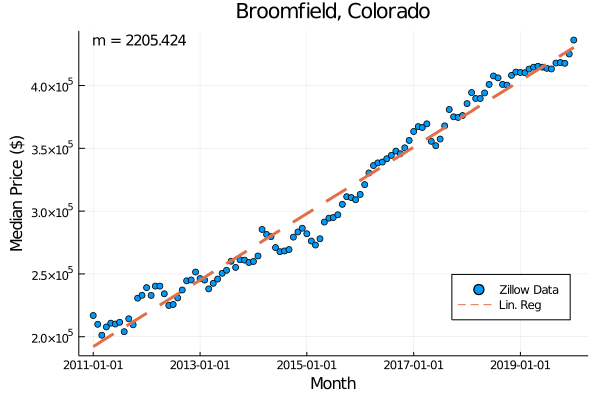 Broomfield, Colorado
m = 2205.424
4.0×10⁵
3.5×10⁵
3.0×10⁵
2.5×10⁵
2.0×10⁵
Median Price ($)
Zillow Data
Lin. Reg
2011-01-01 2013-01-01 2015-01-01 2017-01-01 2019-01-01
Month